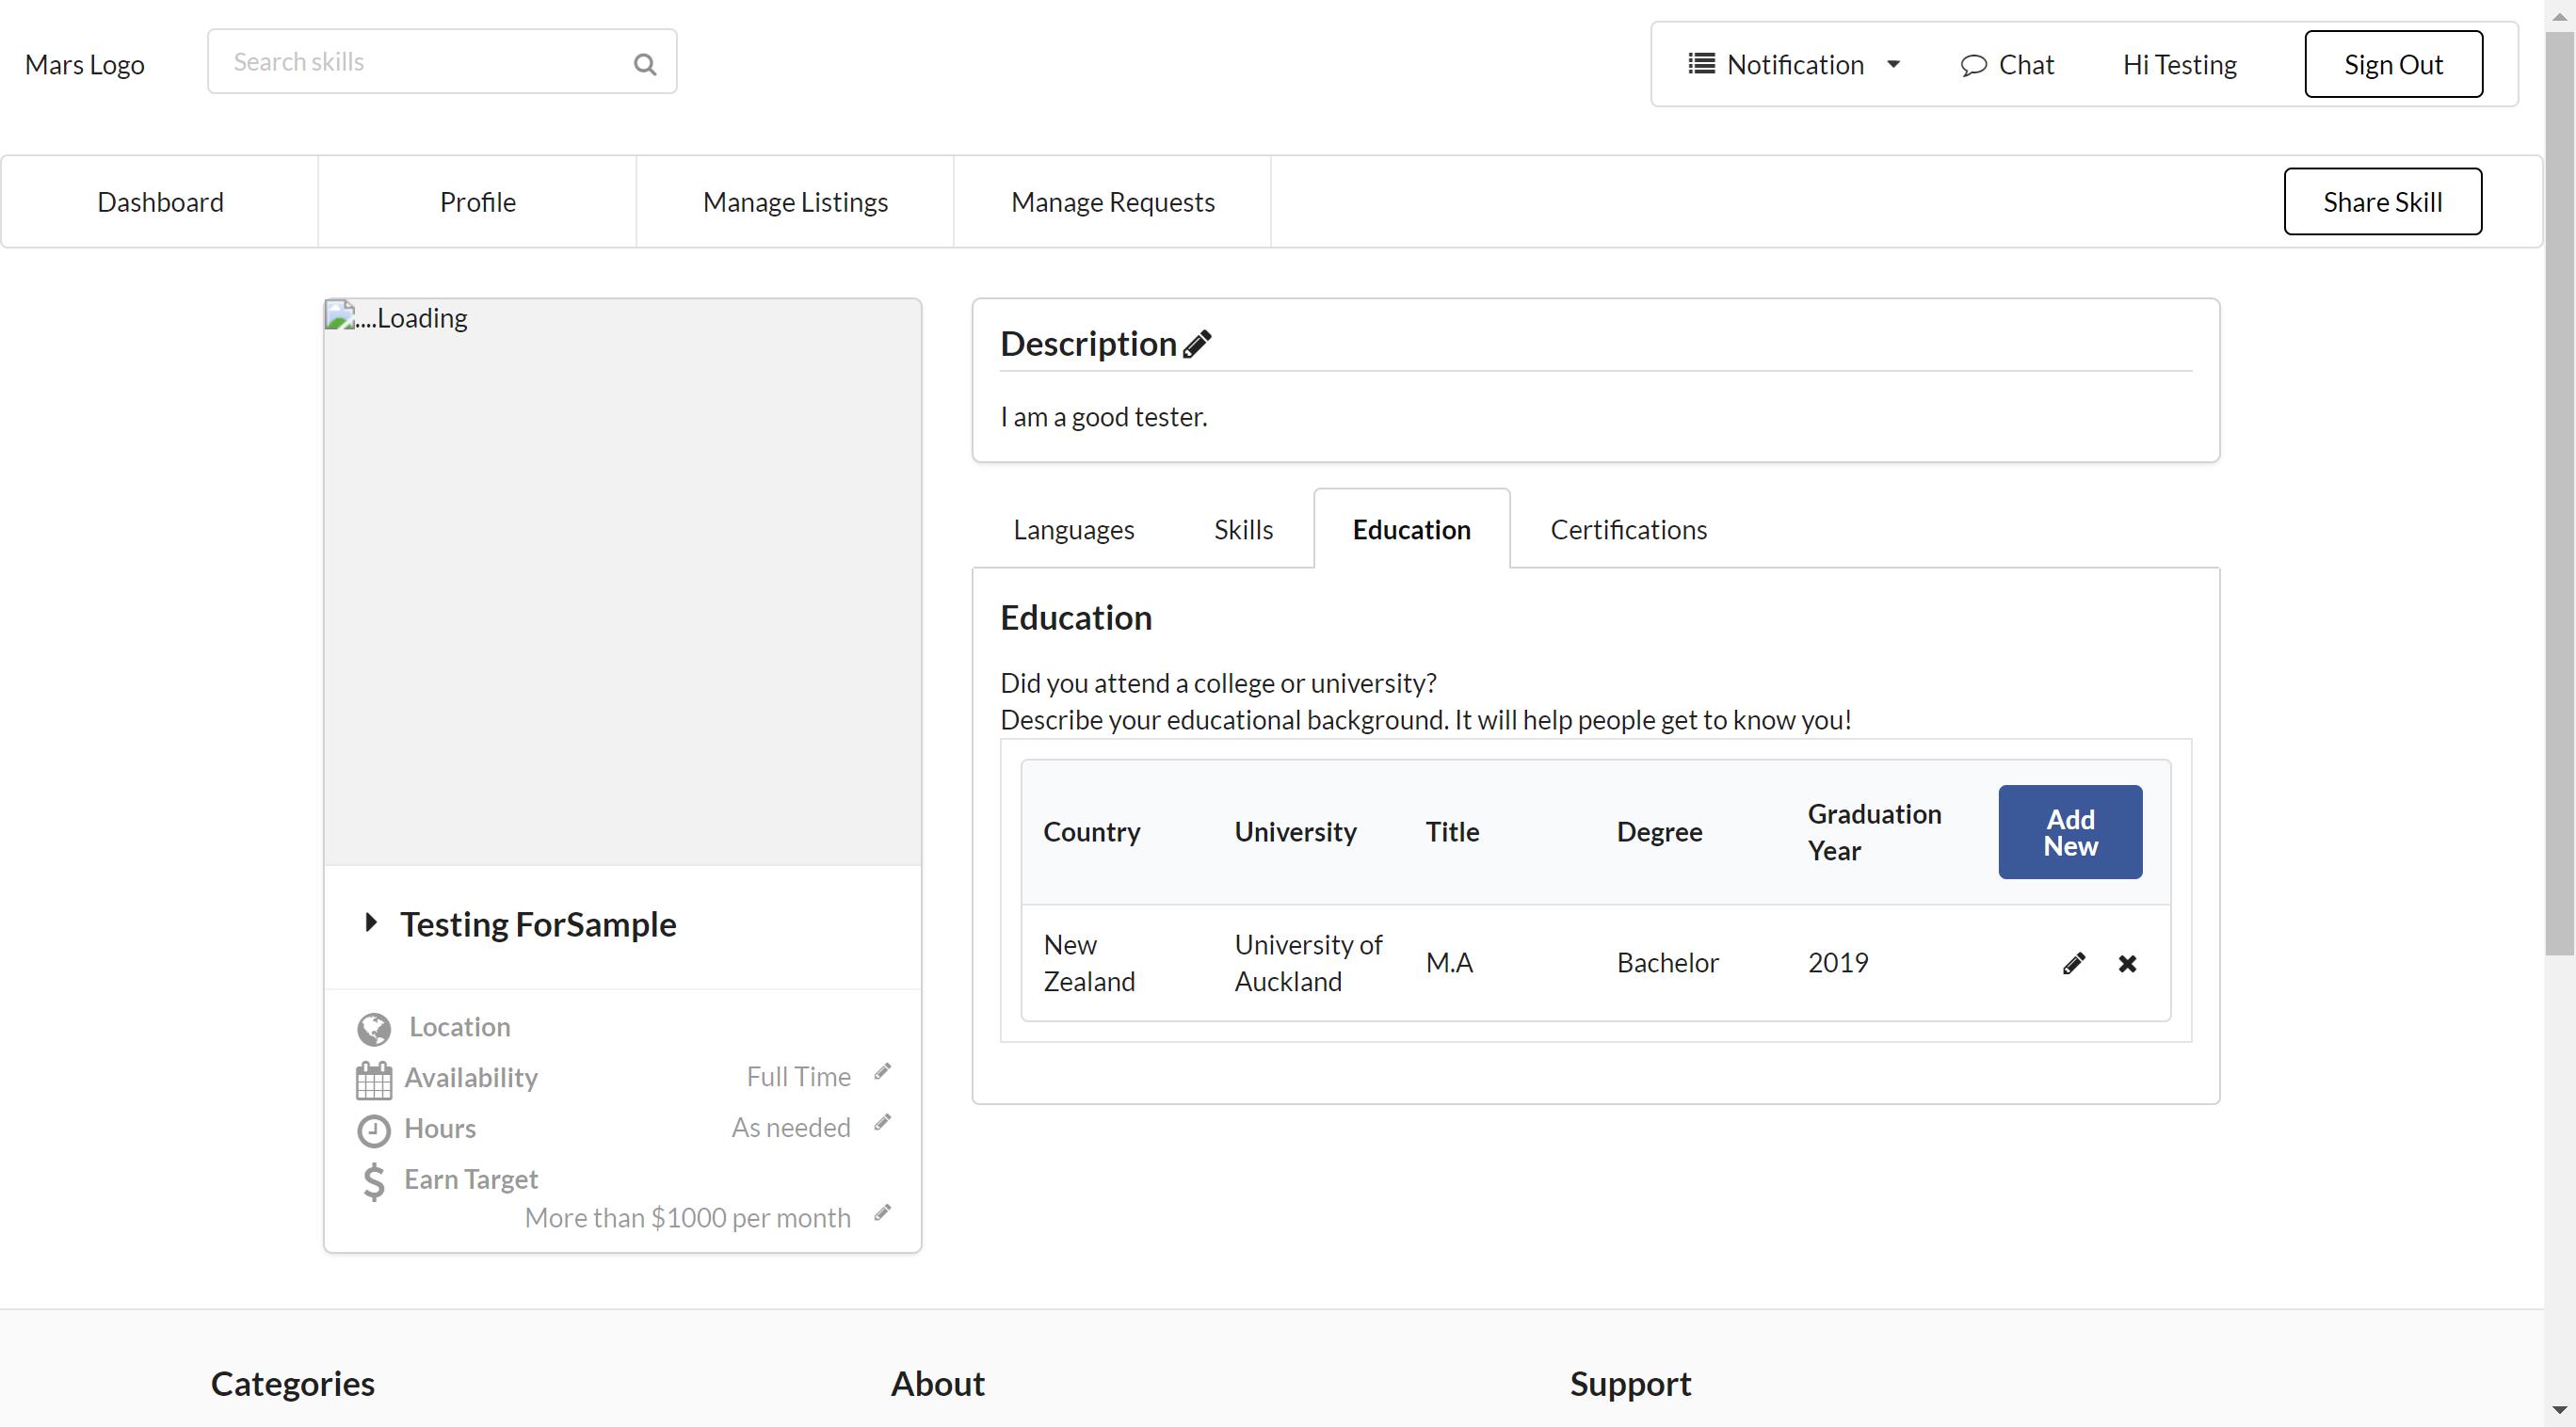 Mars Logo
Search skills
Notification
Chat
Hi Testing
Sign Out
Dashboard
Profile
Manage Listings
Manage Requests
Share Skill
....Loading
Testing ForSample
Location
Availability
Full Time
Hours
As needed
Earn Target
More than $1000 per month
Description
I am a good tester.
Languages
Skills
Education
Certifications
Education
Did you attend a college or university?
Describe your educational background. It will help people get to know you!
Country
University
Title
Degree
Graduation
Year
Add
New
New
Zealand
University of
Auckland
M.A
Bachelor
2019
Categories
About
Support